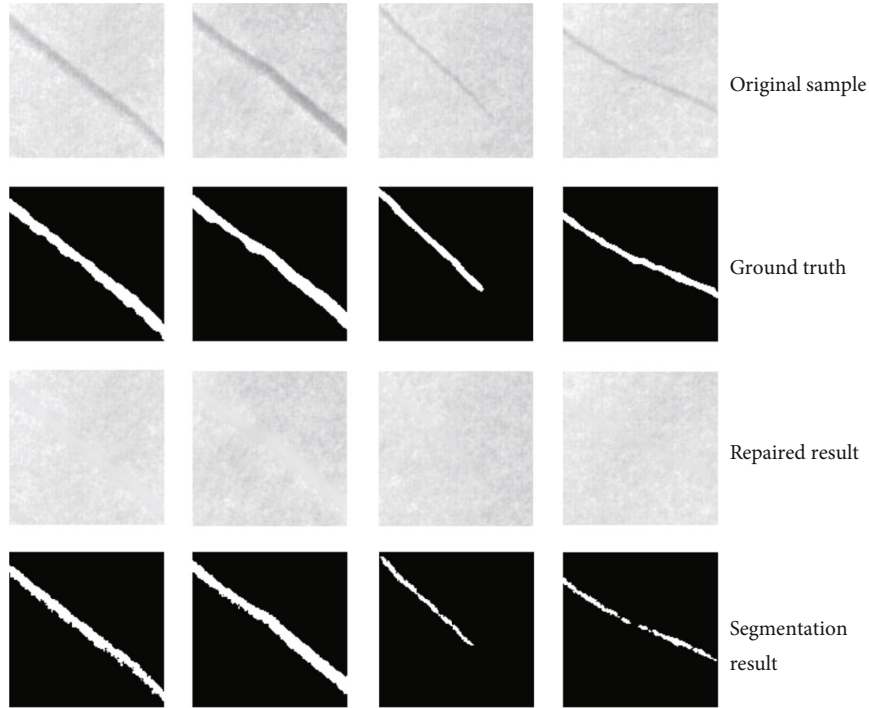 Original sample
Ground truth
Repaired result
Segmentation
result